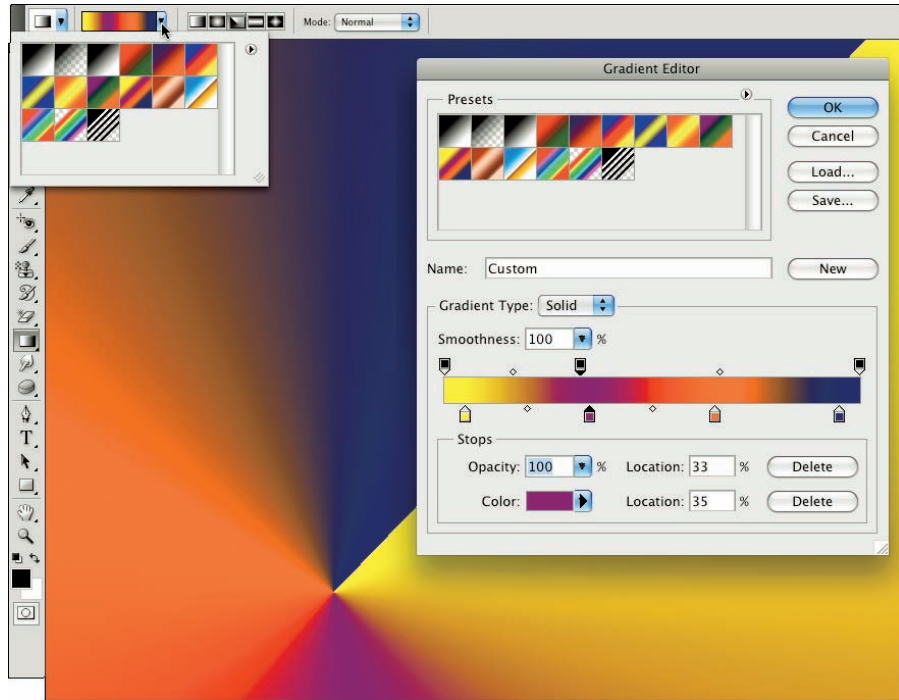 Mode: Normal
Gradient Editor
Presets
OK
Cancel
Load...
Save...
Name: Custom
New
Gradient Type: Solid
Smoothness: 100 %
Stops
Opacity: 100 % Location: 33 % Delete
Color: Location: 35 % Delete
T